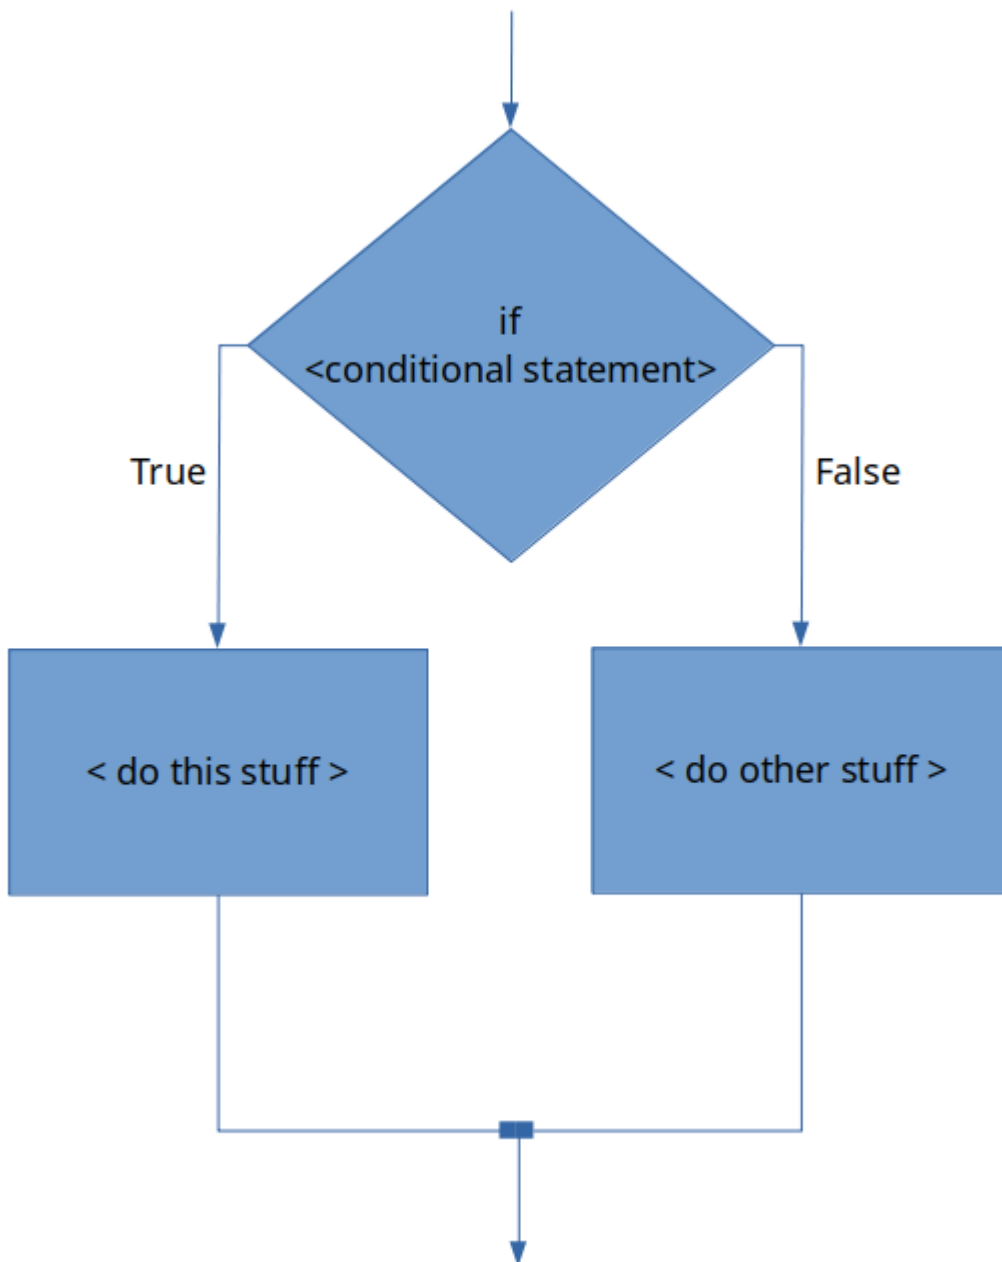 if
<conditional statement>
True
False
< do this stuff >
< do other stuff >